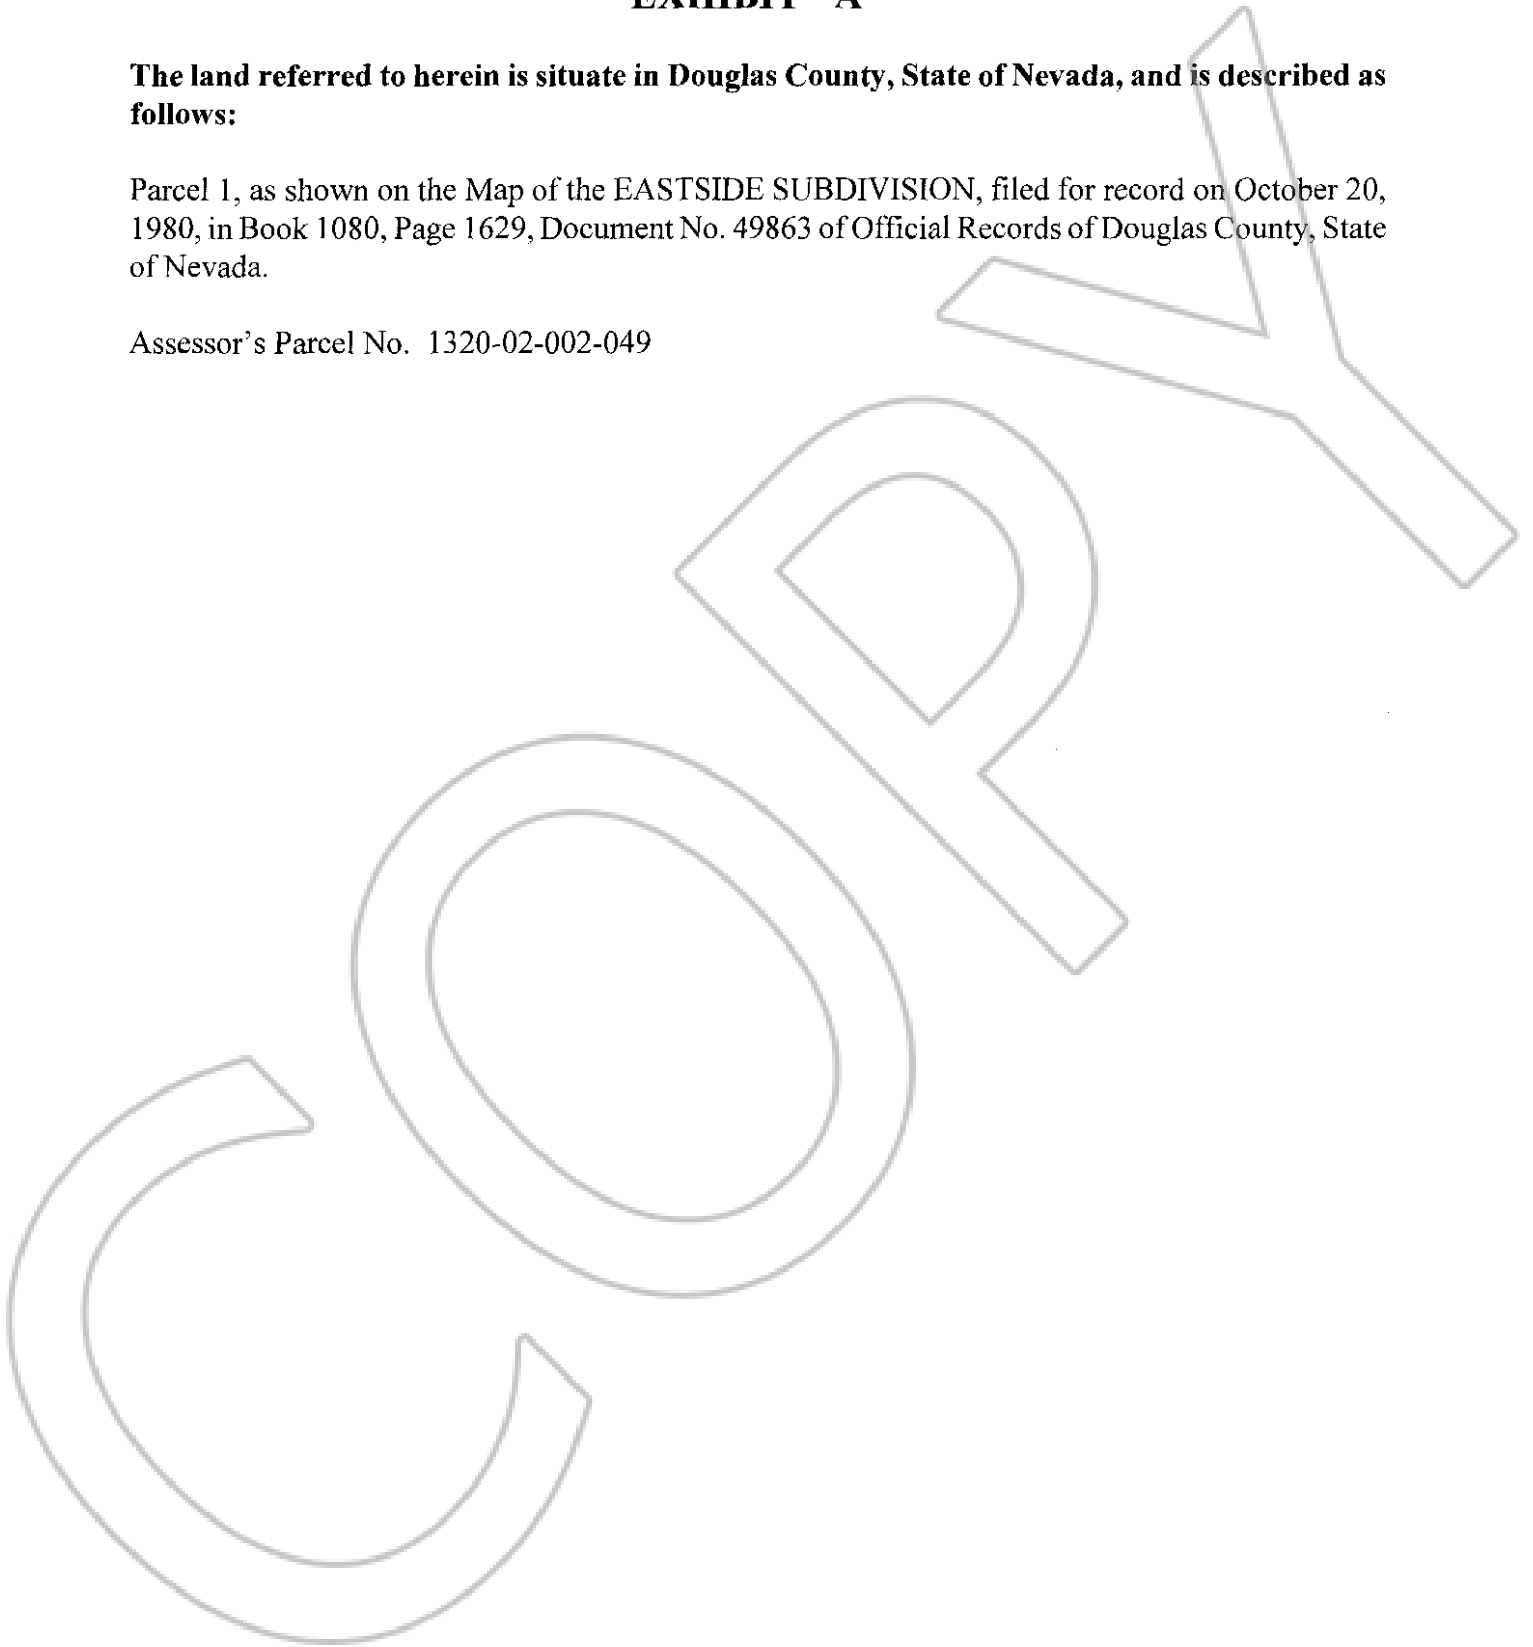 EXHIBIT "A"
The land referred to herein is situate in Douglas County, State of Nevada, and is described as
follows:
Parcel 1, as shown on the Map of the EASTSIDE SUBDIVISION, filed for record on October 20,
1980, in Book 1080, Page 1629, Document No. 49863 of Official Records of Douglas County, State
of Nevada.
Assessor's Parcel No. 1320-02-002-049
COPY